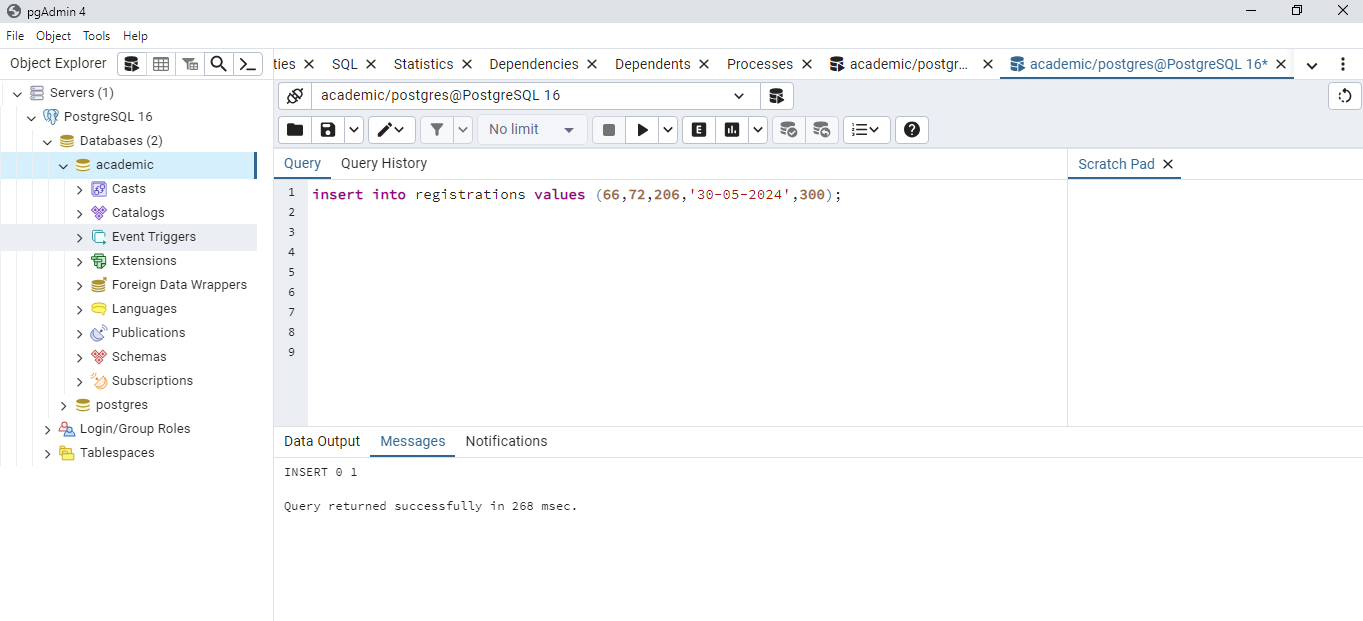 pgAdmin 4
File Object Tools Help
Object Explorer
ties SQL Statistics Dependencies Dependents Processes academic/postgr... academic/postgres@PostgreSQL 16*
Servers (1)
PostgreSQL 16
Databases (2)
academic
Casts
Catalogs
Event Triggers
Extensions
Foreign Data Wrappers
Languages
Publications
Schemas
Subscriptions
postgres
Login/Group Roles
Tablespaces
academic/postgres@PostgreSQL 16
No limit
E
Query Query History
Scratch Pad
1 insert into registrations values (66,72,206,'30-05-2024',300);
2
3
4
5
6
7
8
9
Data Output Messages Notifications
INSERT 0 1
Query returned successfully in 268 msec.